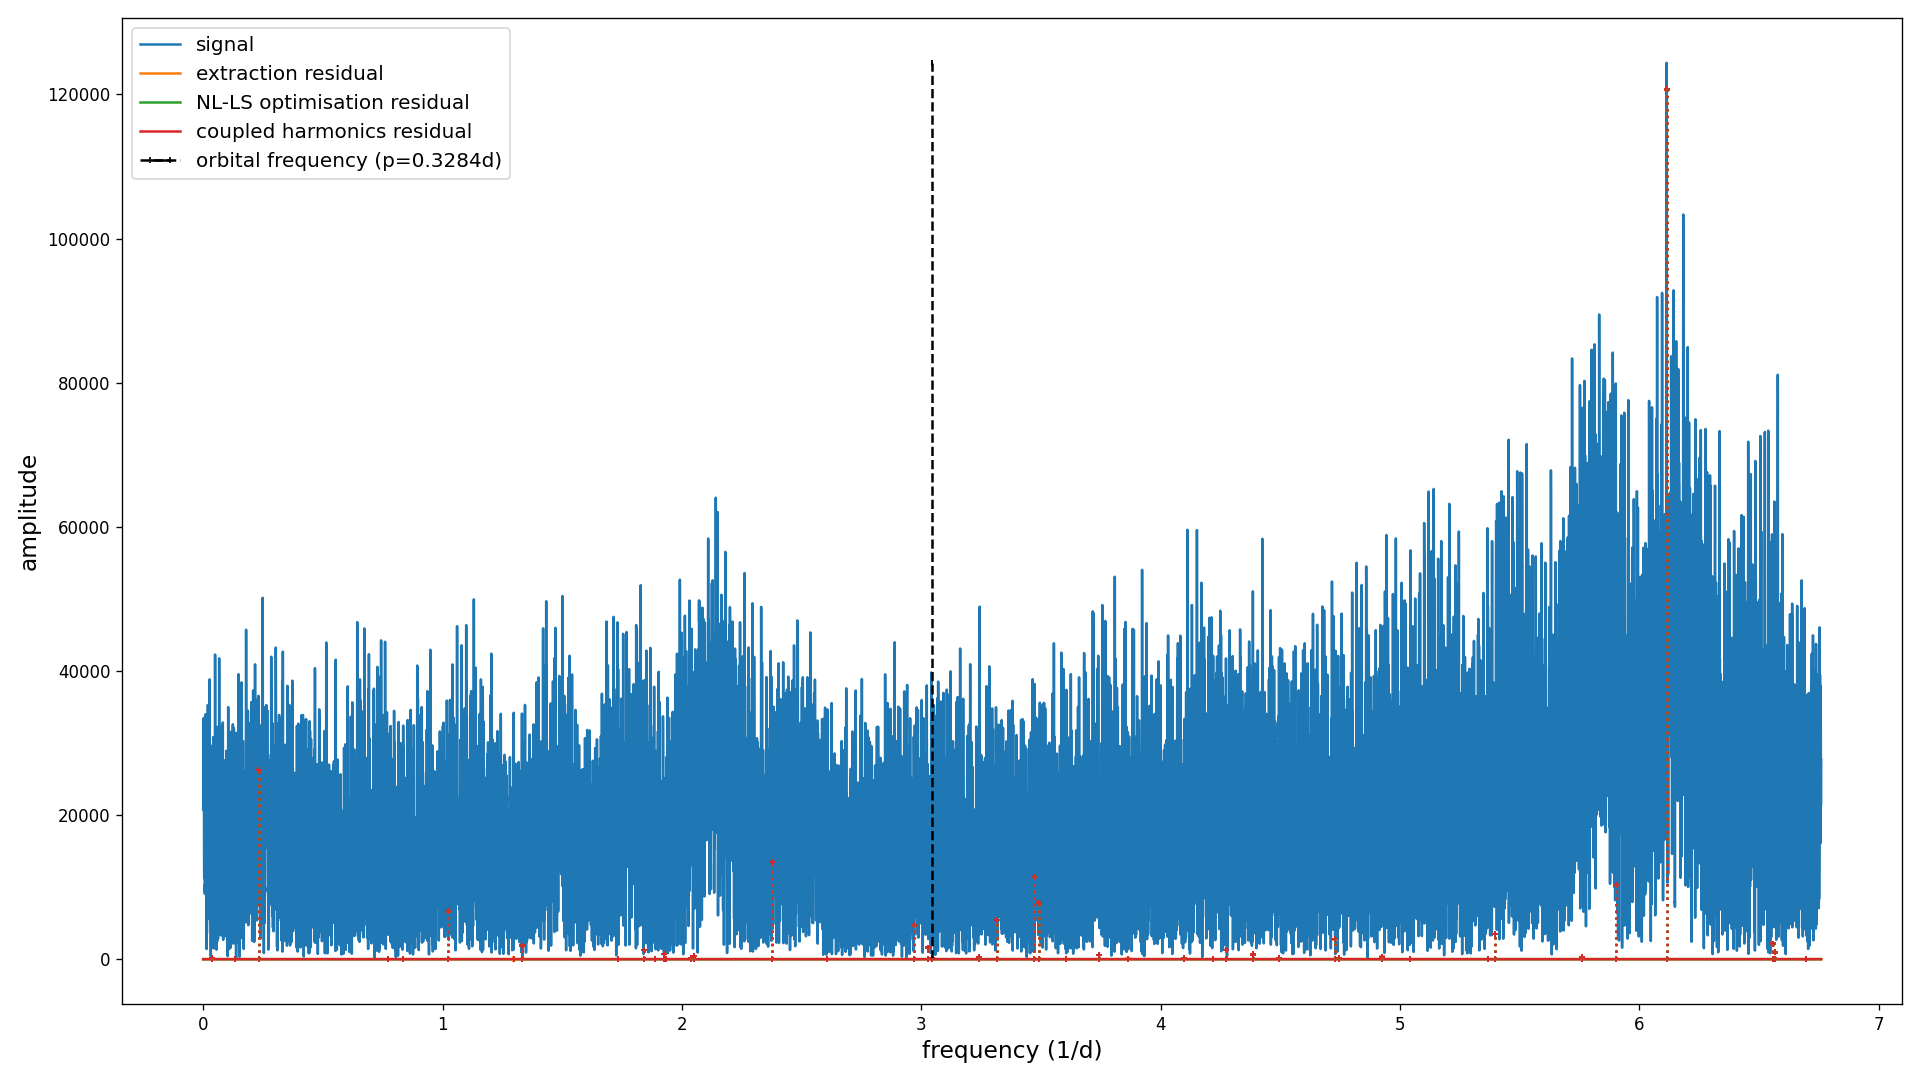 signal
extraction residual
NL-LS optimisation residual
coupled harmonics residual
orbital frequency (p=0.3284d)
120000
100000
80000
60000
40000
20000
0
amplitude
0 1 2 3 4 5 6 7
frequency (1/d)